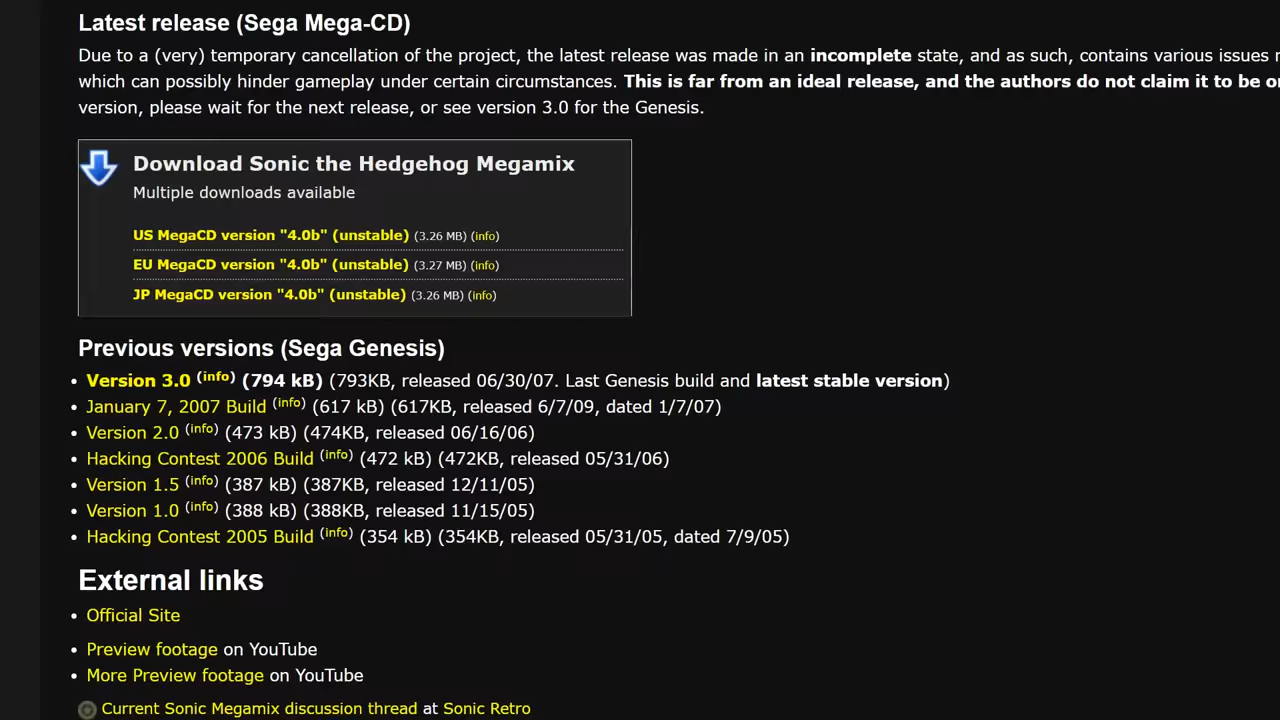 Latest release (Sega Mega-CD)
Due to a (very) temporary cancellation of the project, the latest release was made in an incomplete state, and as such, contains various issues
which can possibly hinder gameplay under certain circumstances. This is far from an ideal release, and the authors do not claim it to be
version, please wait for the next release, or see version 3.0 for the Genesis.
Download Sonic the Hedgehog Megamix
Multiple downloads available
US MegaCD version "4.0b" (unstable) (3.26 MB) (info)
EU MegaCD version "4.0b" (unstable) (3.27 MB) (info)
JP MegaCD version "4.0b" (unstable) (3.26 MB) (info)
Previous versions (Sega Genesis)
• Version 3.0 (info) (794 kB) (793KB, released 06/30/07. Last Genesis build and latest stable version)
• January 7, 2007 Build (info) (617 kB) (617KB, released 6/7/09, dated 1/7/07)
• Version 2.0 (info) (473 kB) (474KB, released 06/16/06)
• Hacking Contest 2006 Build (info) (472 kB) (472KB, released 05/31/06)
• Version 1.5 (info) (387 kB) (387KB, released 12/11/05)
• Version 1.0 (info) (388 kB) (388KB, released 11/15/05)
• Hacking Contest 2005 Build (info) (354 kB) (354KB, released 05/31/05, dated 7/9/05)
External links
• Official Site
• Preview footage on YouTube
• More Preview footage on YouTube
Current Sonic Megamix discussion thread at Sonic Retro